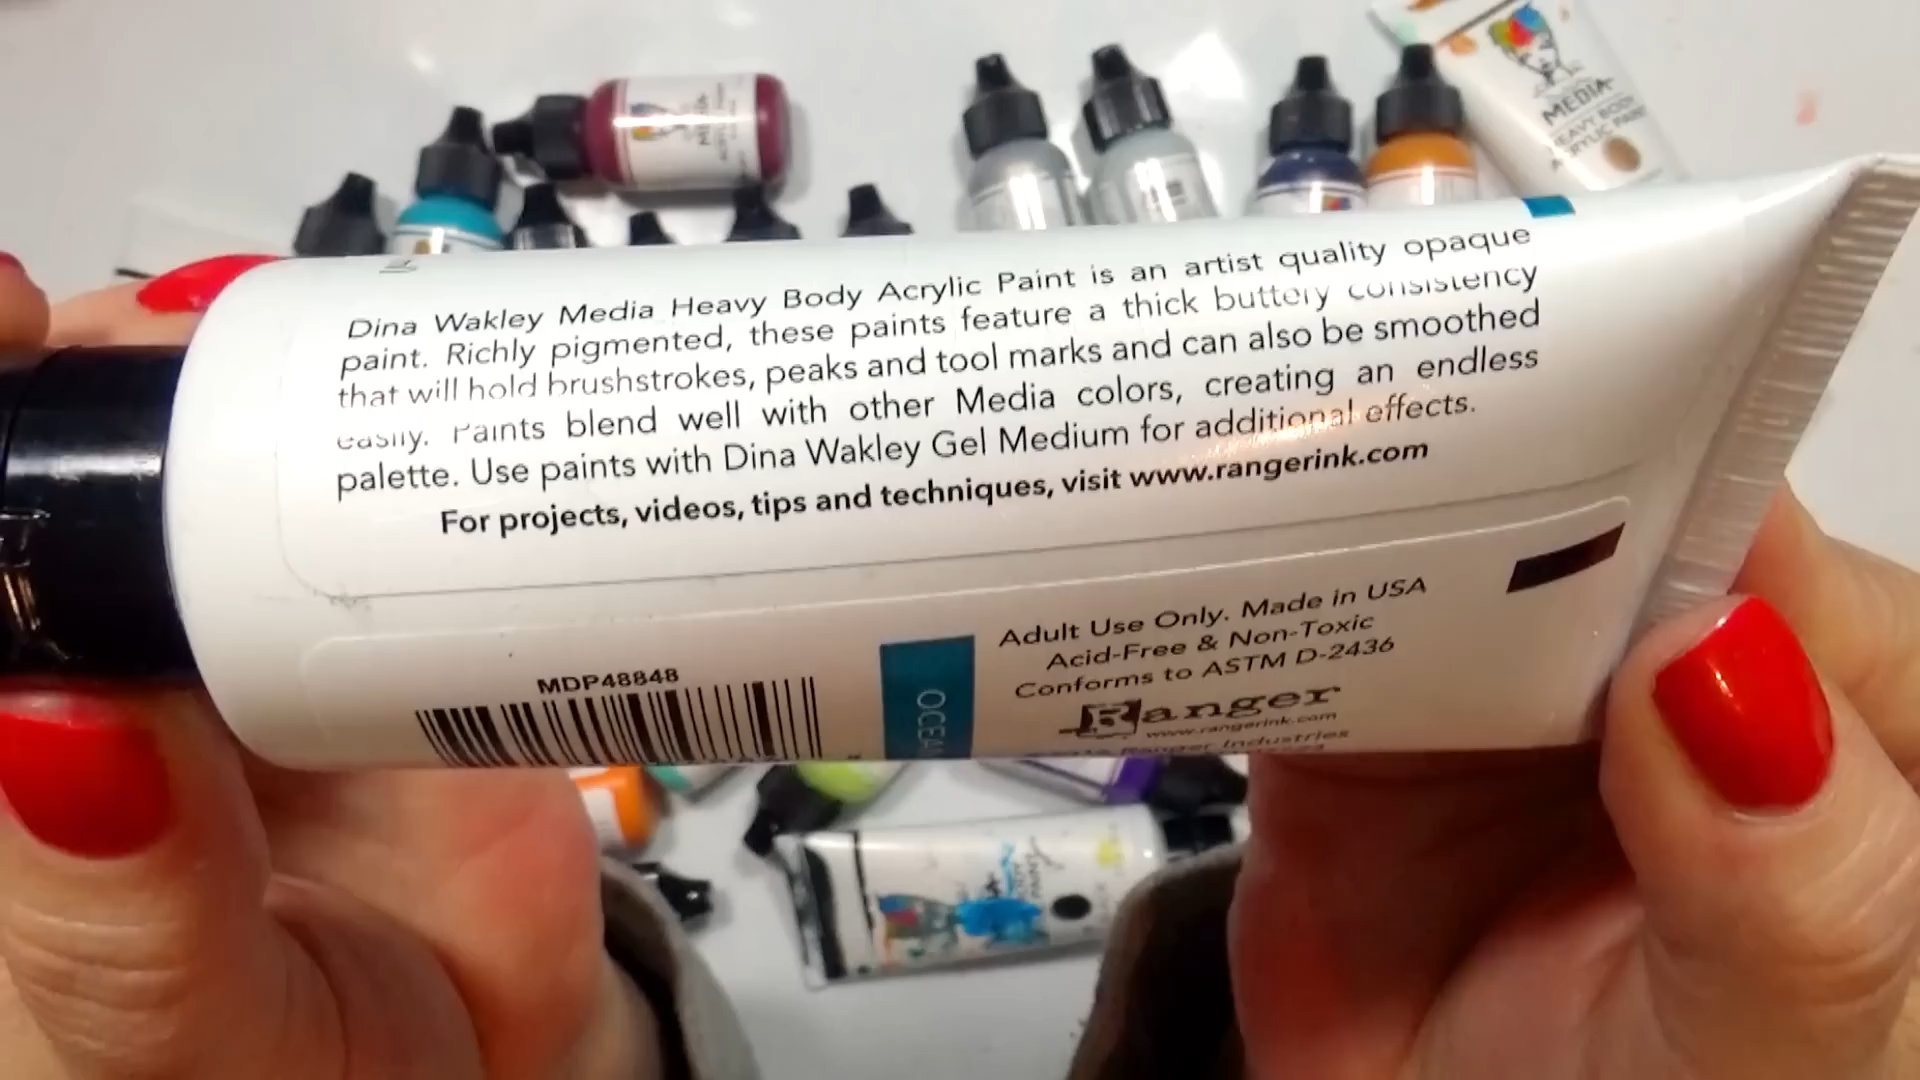 MEDIA
HEAVY BODY
ACRYLIC PAINT
Dina Wakley Media Heavy Body Acrylic Paint is an artist quality opaque
paint. Richly pigmented, these paints feature a thick buttery consistency
that will hold brushstrokes, peaks and tool marks and can also be smoothed
easily. Paints blend well with other Media colors, creating an endless
palette. Use paints with Dina Wakley Gel Medium for additional effects.
For projects, videos, tips and techniques, visit www.rangerink.com
Adult Use Only. Made in USA
Acid-Free & Non-Toxic
Conforms to ASTM D-2436
MDP48848
Ranger
www.rangerink.com
Ranger Industries